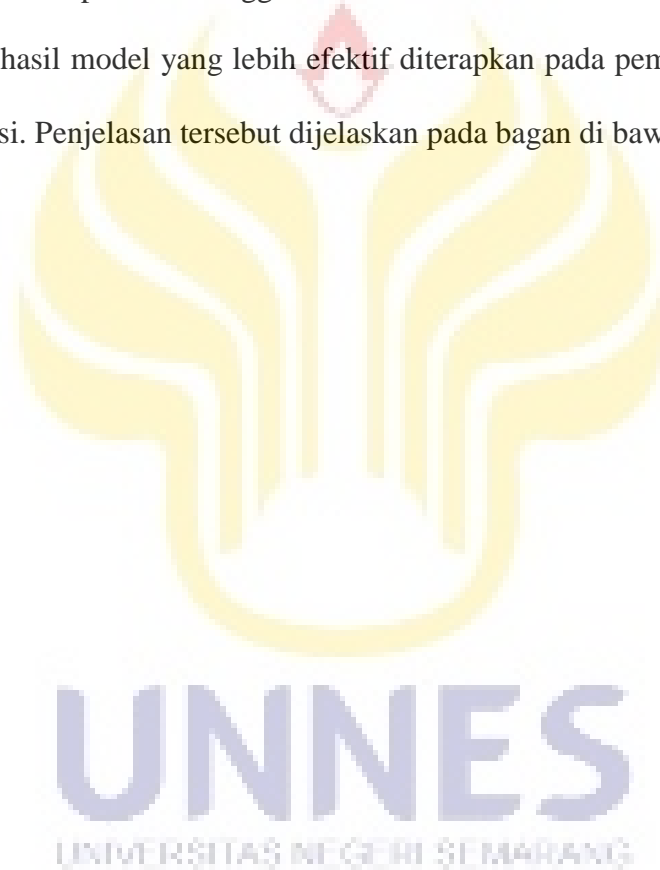 hasil model yang lebih efektif diterapkan pada pem
si. Penjelasan tersebut dijelaskan pada bagan di baw
UNNES
UNIVERSITAS NEGERI SEMARANG